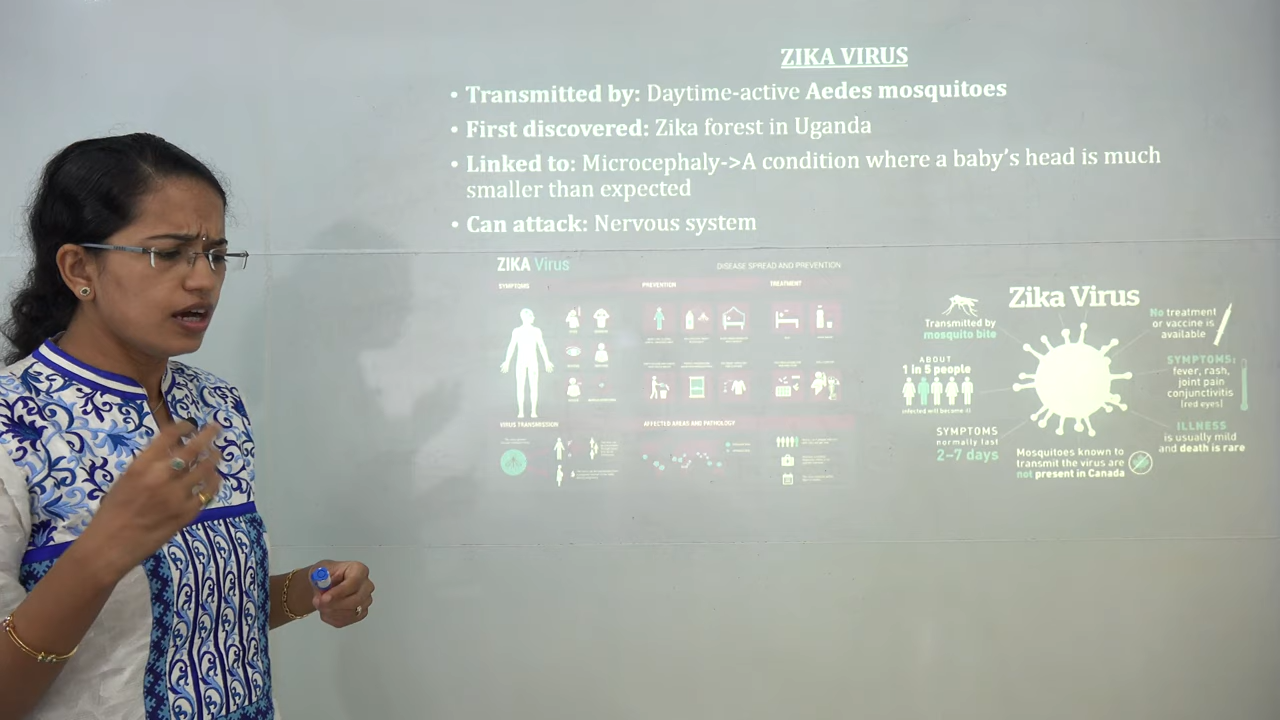 ZIKA VIRUS
• Transmitted by: Daytime-active Aedes mosquitoes
• First discovered: Zika forest in Uganda
• Linked to: Microcephaly->A condition where a baby's head is much
smaller than expected
• Can attack: Nervous system
ZIKA Virus
DISEASE SPREAD AND PREVENTION
SYMPTOMS
PREVENTION
TREATMENT
VIRUS TRANSMISSION
AFFECTED AREAS AND PATHOLOGY
Zika Virus
Transmitted by
mosquito bite
No treatment
or vaccine is
available
ABOUT
1 in 5 people
infected will become ill
SYMPTOMS:
fever, rash,
joint pain
conjunctivitis
(red eyes)
SYMPTOMS
normally last
2-7 days
ILLNESS
is usually mild
and death is rare
Mosquitoes known to
transmit the virus are
not present in Canada